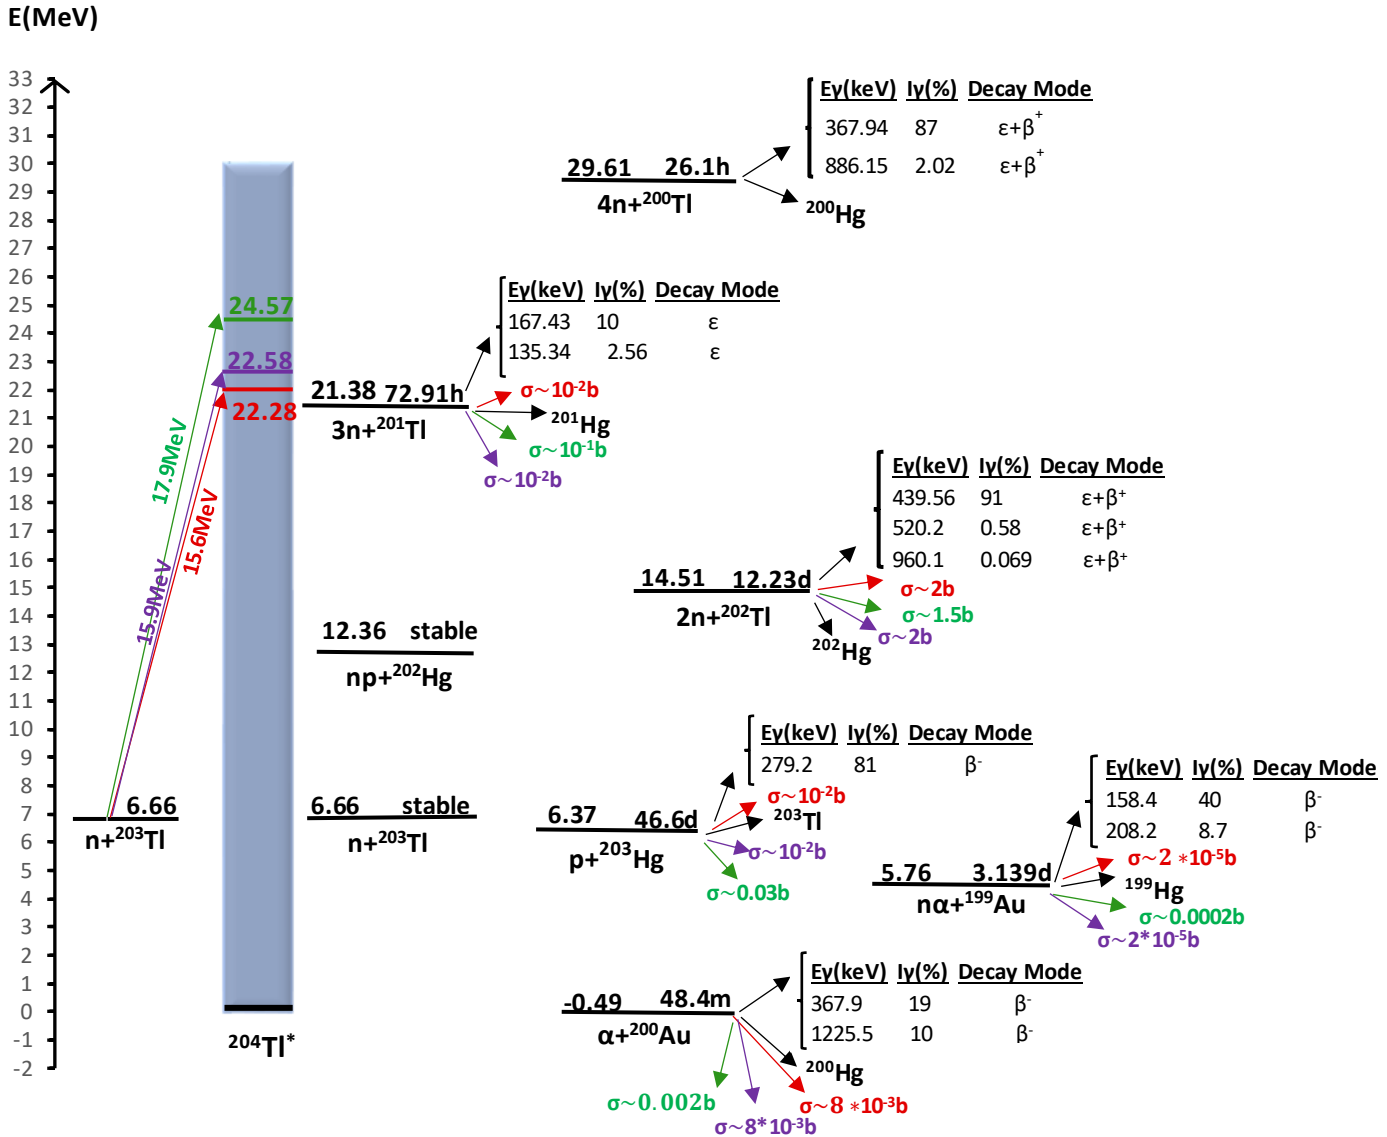 E(MeV)
33
32
31
30
29
28
27
26
25
24
23
22
21
20
19
18
17
16
15
14
13
12
11
10
9
8
7
6
5
4
3
2
1
0
-1
-2
Eγ(keV) Iγ(%) Decay Mode
367.94 87 ε+β⁺
886.15 2.02 ε+β⁺
29.61 26.1h
4n+²⁰⁰Tl
²⁰⁰Hg
24.57
22.58
22.28
17.9MeV
15.9MeV
15.6MeV
Eγ(keV) Iγ(%) Decay Mode
167.43 10 ε
135.34 2.56 ε
21.38 72.91h
3n+²⁰¹Tl
σ~10⁻²b
²⁰¹Hg
σ~10⁻¹b
σ~10⁻²b
Eγ(keV) Iγ(%) Decay Mode
439.56 91 ε+β⁺
520.2 0.58 ε+β⁺
960.1 0.069 ε+β⁺
14.51 12.23d
2n+²⁰²Tl
σ~2b
σ~1.5b
σ~2b
²⁰²Hg
12.36 stable
np+²⁰²Hg
6.66
n+²⁰³Tl
6.66 stable
n+²⁰³Tl
Eγ(keV) Iγ(%) Decay Mode
279.2 81 β⁻
6.37 46.6d
p+²⁰³Hg
σ~10⁻²b
²⁰³Tl
σ~10⁻²b
σ~0.03b
Eγ(keV) Iγ(%) Decay Mode
158.4 40 β⁻
208.2 8.7 β⁻
5.76 3.139d
nα+¹⁹⁹Au
σ~2 *10⁻⁵b
¹⁹⁹Hg
σ~0.0002b
σ~2*10⁻⁵b
Eγ(keV) Iγ(%) Decay Mode
367.9 19 β⁻
1225.5 10 β⁻
-0.49 48.4m
α+²⁰⁰Au
²⁰⁰Hg
σ~0.002b
σ~8*10⁻³b
σ~8 *10⁻³b
²⁰⁴Tl*